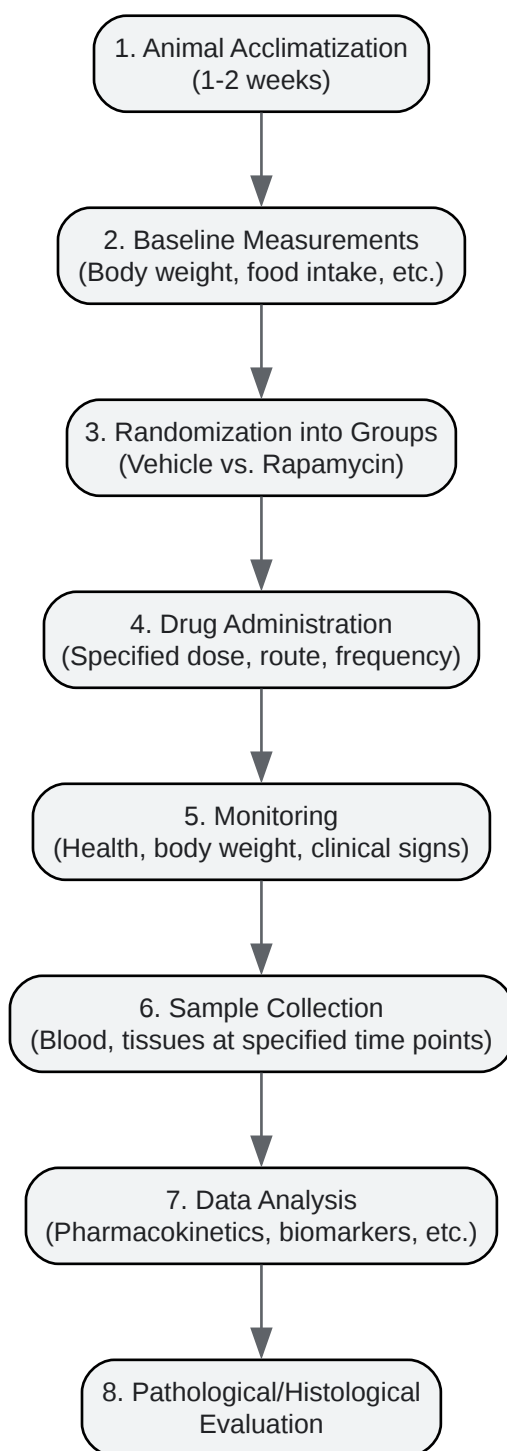 1. Animal Acclimatization
(1-2 weeks)
2. Baseline Measurements
(Body weight, food intake, etc.)
3. Randomization into Groups
(Vehicle vs. Rapamycin)
4. Drug Administration
(Specified dose, route, frequency)
5. Monitoring
(Health, body weight, clinical signs)
6. Sample Collection
(Blood, tissues at specified time points)
7. Data Analysis
(Pharmacokinetics, biomarkers, etc.)
8. Pathological/Histological
Evaluation